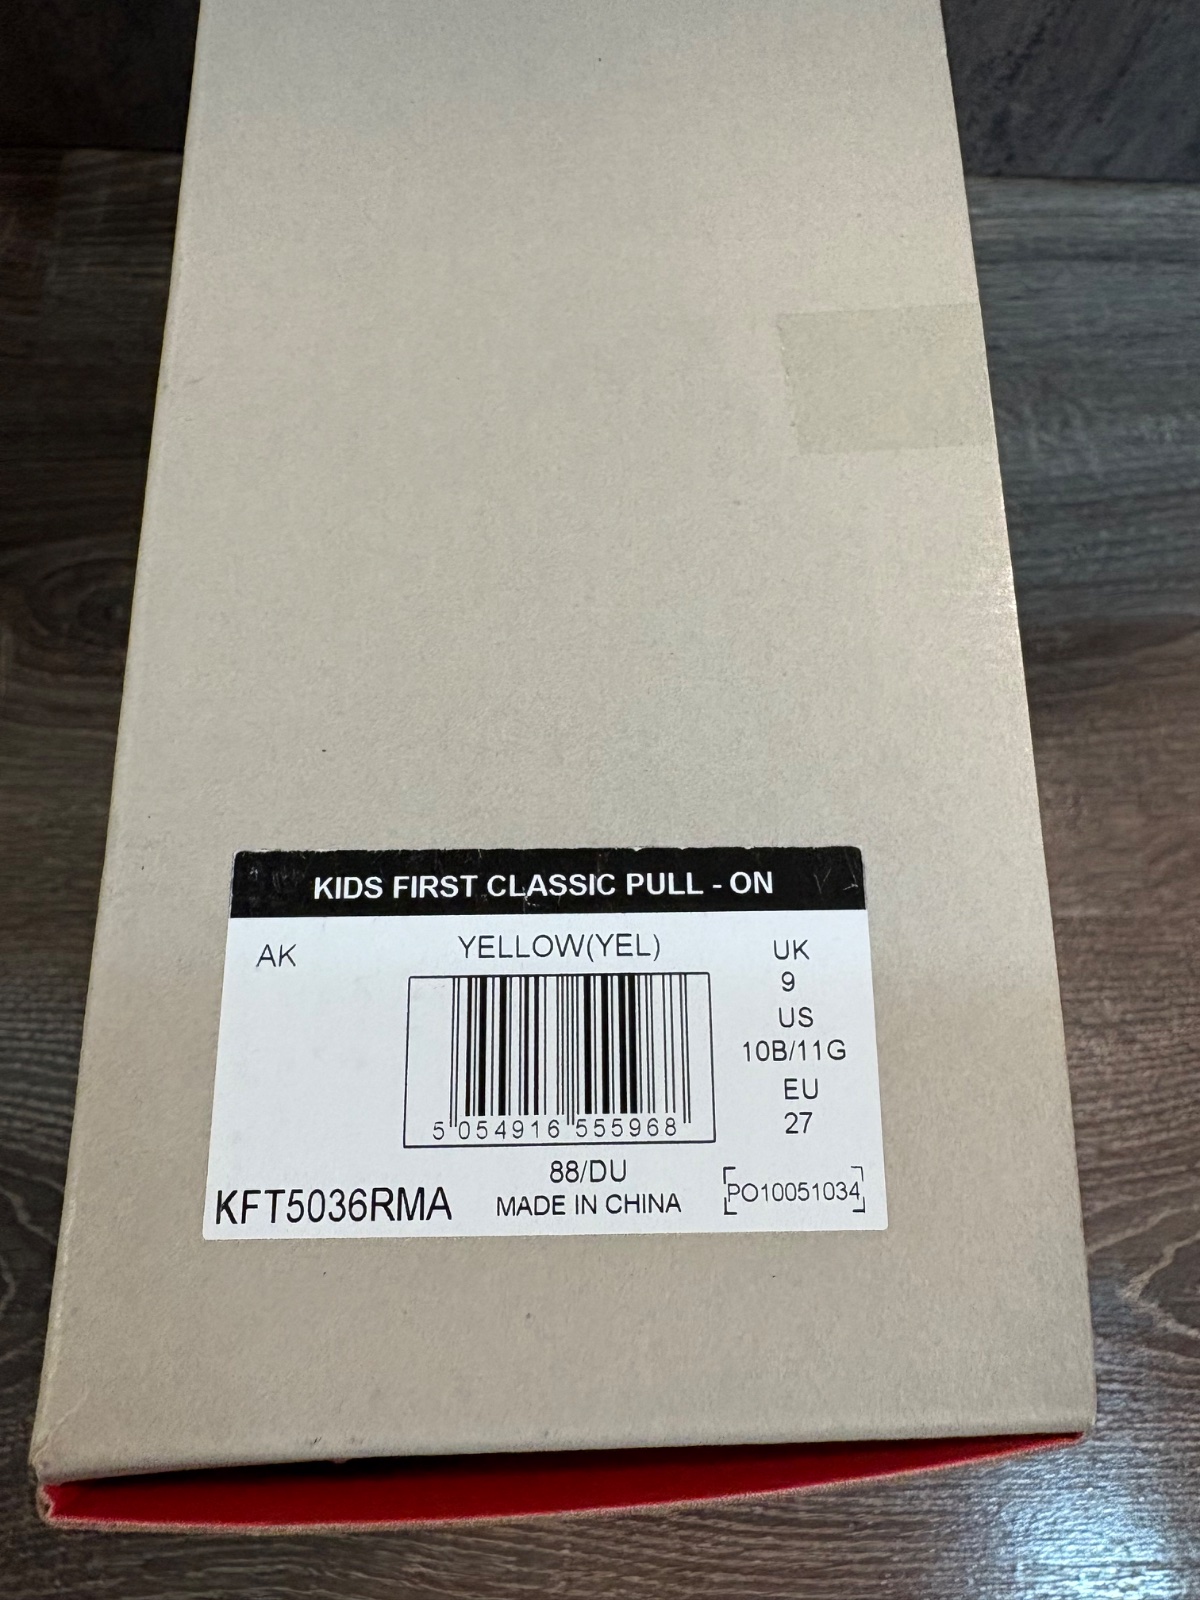 KIDS FIRST CLASSIC PULL - ON
AK
YELLOW(YEL)
UK
9
US
10B/11G
EU
27
5 054916 555968
88/DU
MADE IN CHINA
KFT5036RMA
PO10051034